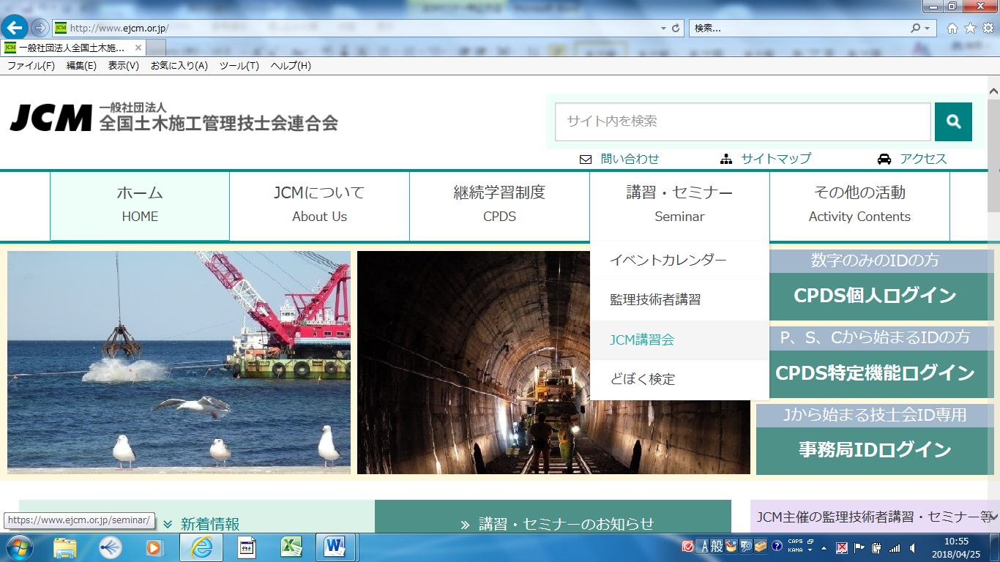 http://www.ejcm.or.jp/
検索...
一般社団法人全国土木施...
ファイル(F) 編集(E) 表示(V) お気に入り(A) ツール(T) ヘルプ(H)
JCM 一般社団法人
全国土木施工管理技士会連合会
サイト内を検索
問い合わせ サイトマップ アクセス
ホーム JCMについて 継続学習制度 講習・セミナー その他の活動
HOME About Us CPDS Seminar Activity Contents
イベントカレンダー
監理技術者講習
JCM講習会
どぼく検定
数字のみのIDの方
CPDS個人ログイン
P、S、Cから始まるIDの方
CPDS特定機能ログイン
Jから始まる技士会ID専用
事務局IDログイン
https://www.ejcm.or.jp/seminar/
新着情報
講習・セミナーのお知らせ
JCM主催の監理技術者講習・セミナー等
A 般
CAPS
KANA
10:55
2018/04/25